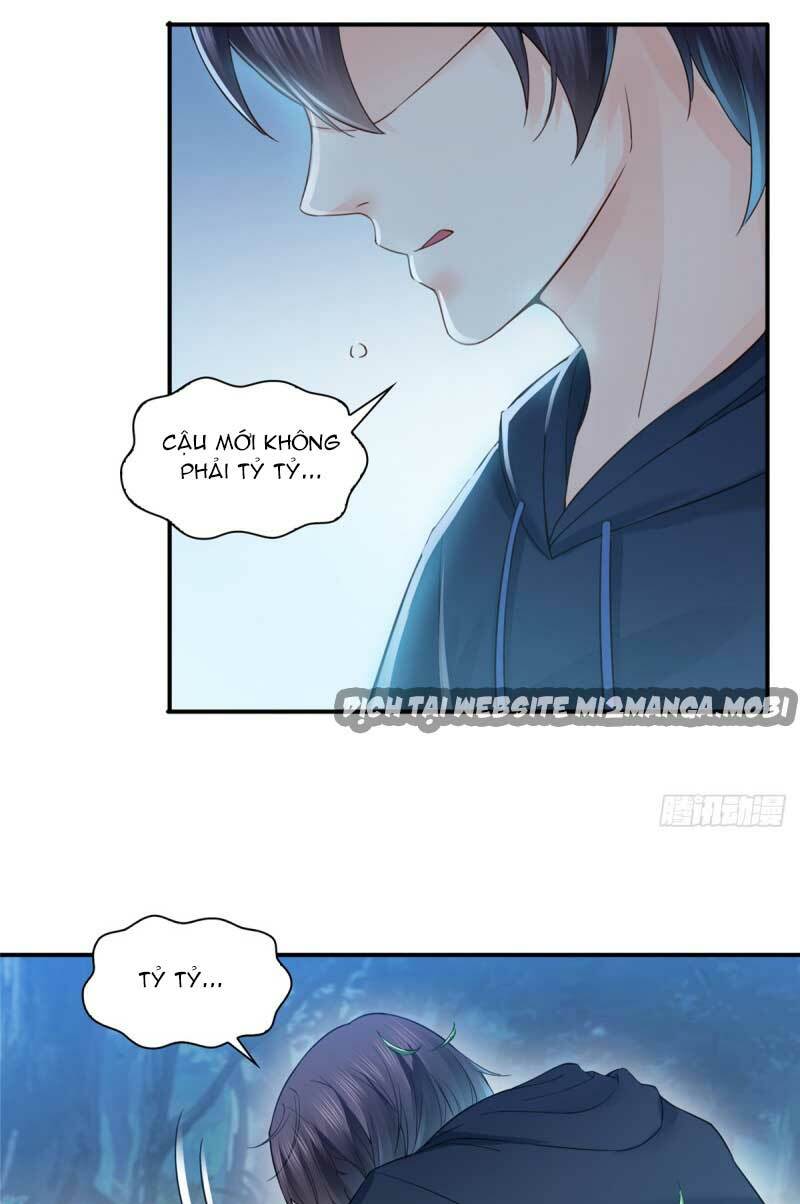 CẬU MỚI KHÔNG
PHẢI TỶ TỶ...
DỊCH TẠI WEBSITE MI2MANGA.MOBI
腾讯动漫
TỶ TỶ...